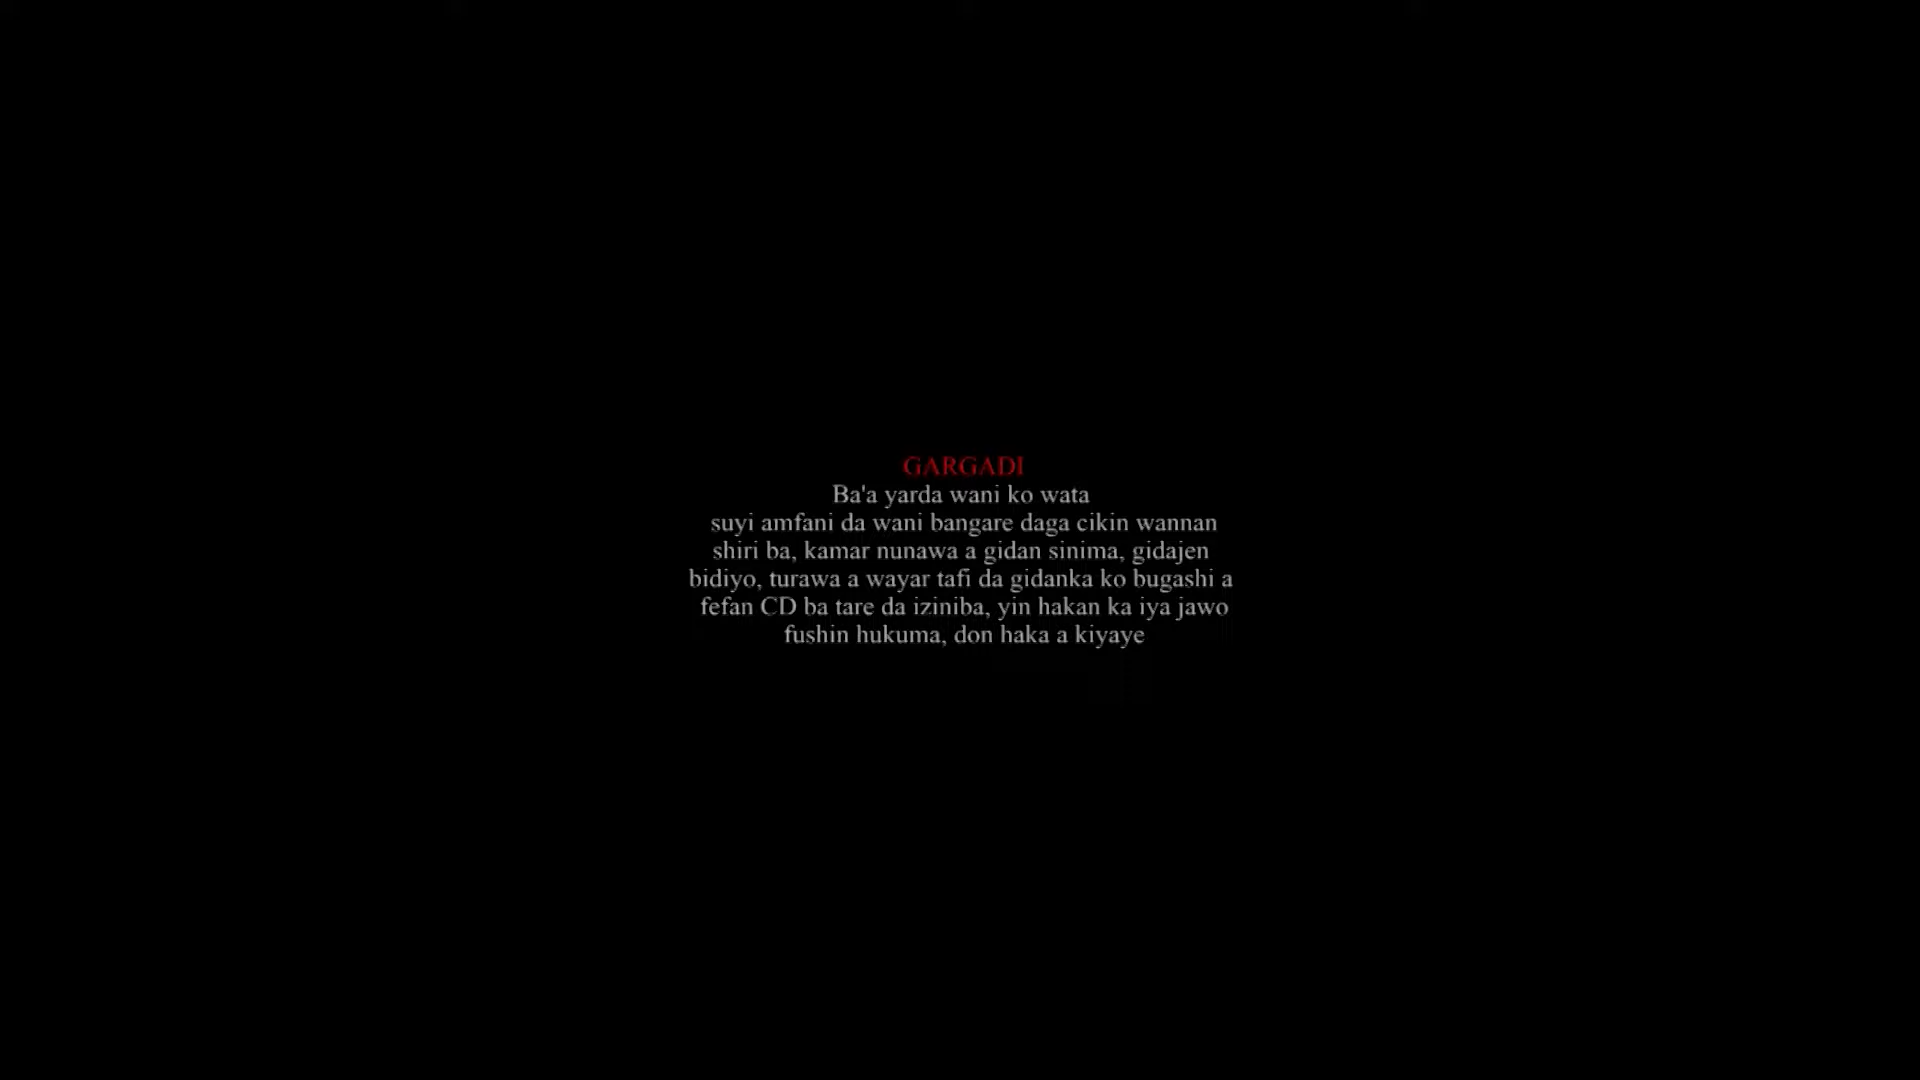 GARGADI
Ba'a yarda wani ko wata
suyi amfani da wani bangare daga cikin wannan
shiri ba, kamar nunawa a gidan sinima, gidajen
bidiyo, turawa a wayar tafi da gidanka ko bugashi a
fefan CD ba tare da iziniba, yin hakan ka iya jawo
fushin hukuma, don haka a kiyaye